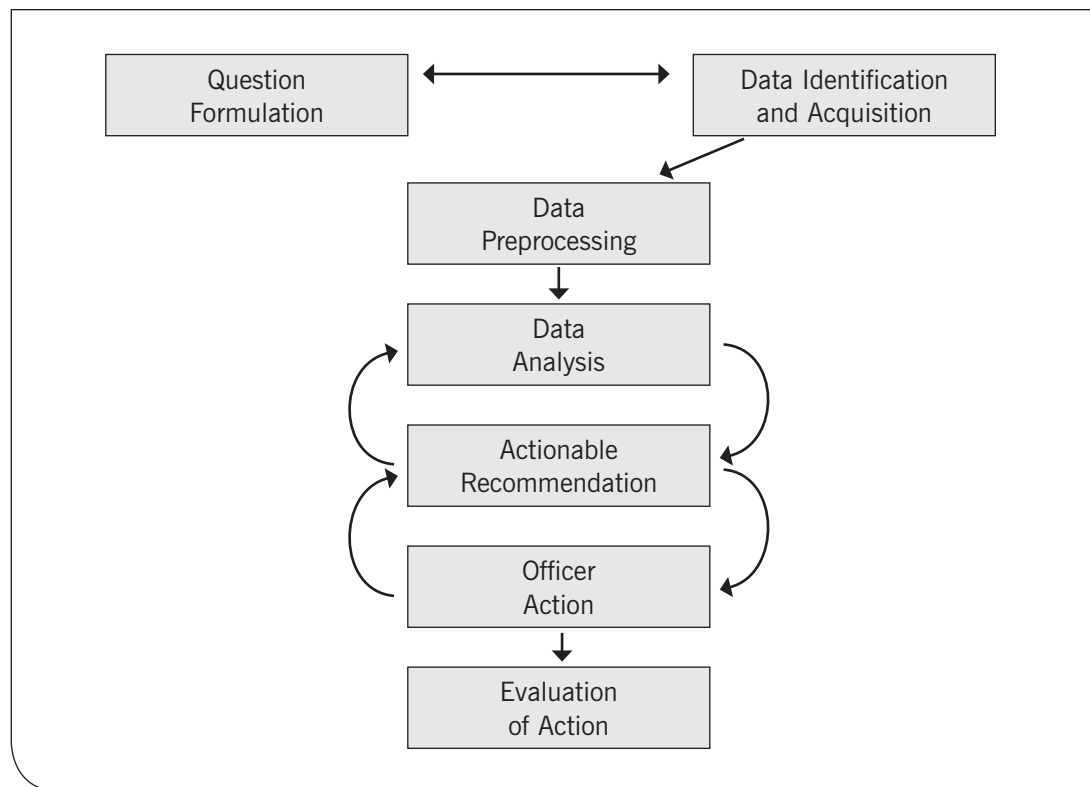 Question
Formulation
Data Identification
and Acquisition
Data
Preprocessing
Data
Analysis
Actionable
Recommendation
Officer
Action
Evaluation
of Action